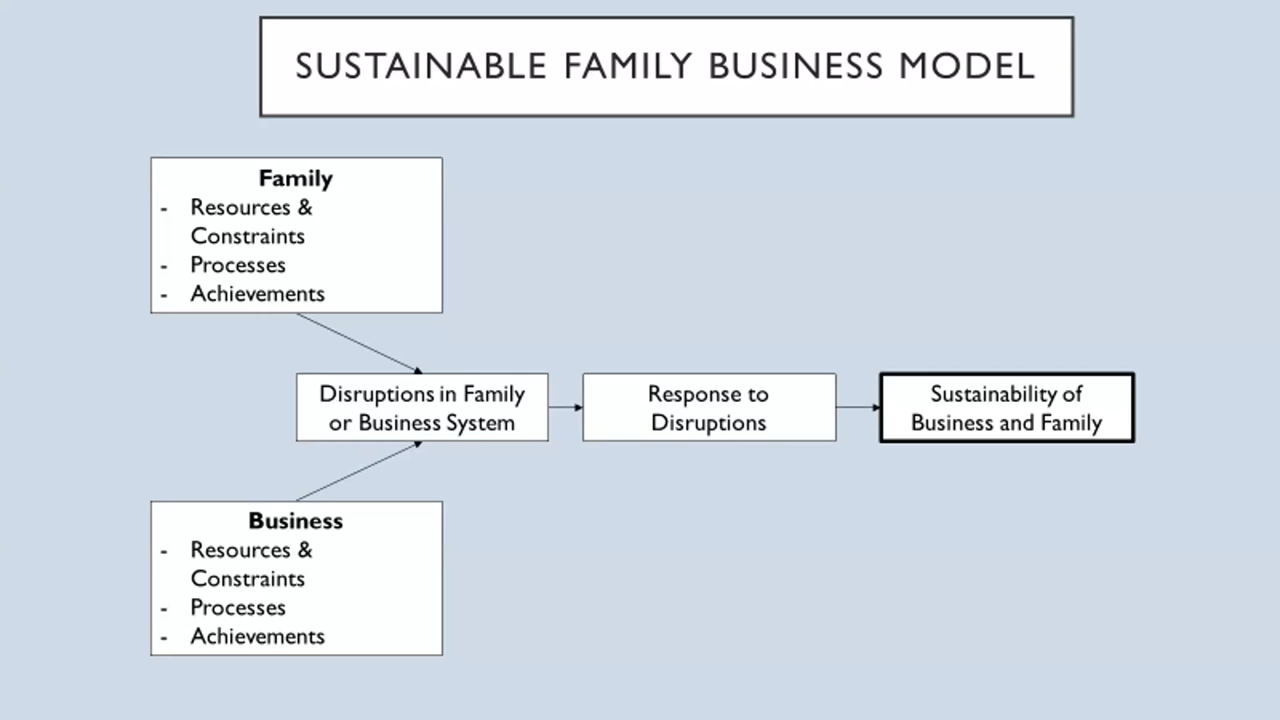 SUSTAINABLE FAMILY BUSINESS MODEL
Family
- Resources &
Constraints
- Processes
- Achievements
Disruptions in Family
or Business System
Response to
Disruptions
Sustainability of
Business and Family
Business
- Resources &
Constraints
- Processes
- Achievements